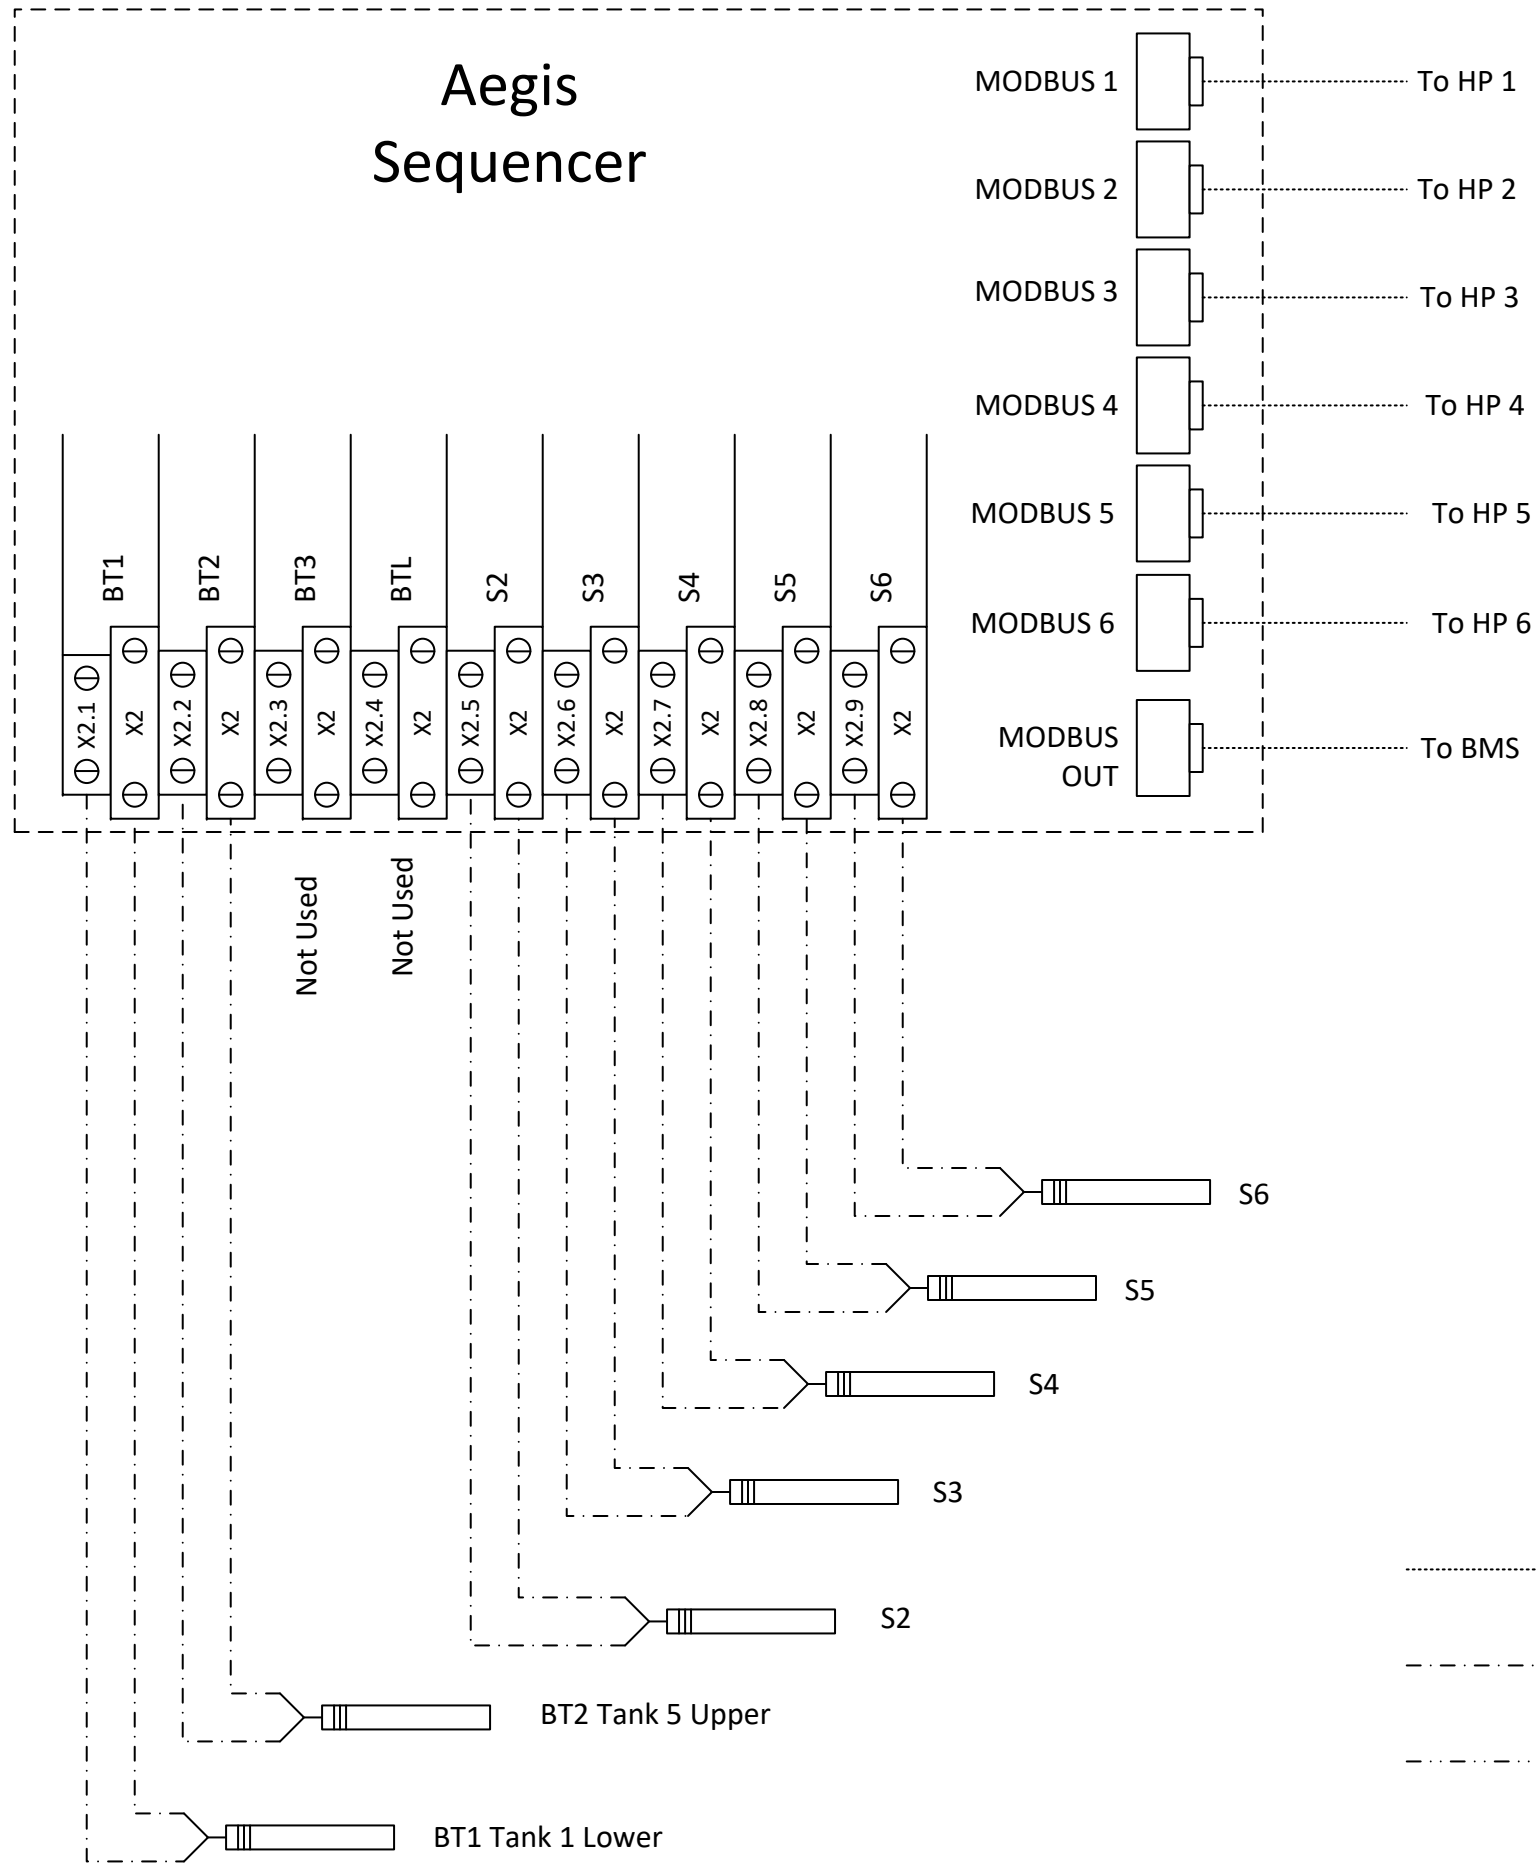 Aegis
Sequencer
MODBUS 1
To HP 1
MODBUS 2
To HP 2
MODBUS 3
To HP 3
MODBUS 4
To HP 4
MODBUS 5
To HP 5
MODBUS 6
To HP 6
MODBUS
OUT
To BMS
BT1
BT2
BT3
BTL
S2
S3
S4
S5
S6
X2.1
X2
X2.2
X2
X2.3
X2
X2.4
X2
X2.5
X2
X2.6
X2
X2.7
X2
X2.8
X2
X2.9
X2
Not Used
Not Used
S6
S5
S4
S3
S2
BT2 Tank 5 Upper
BT1 Tank 1 Lower